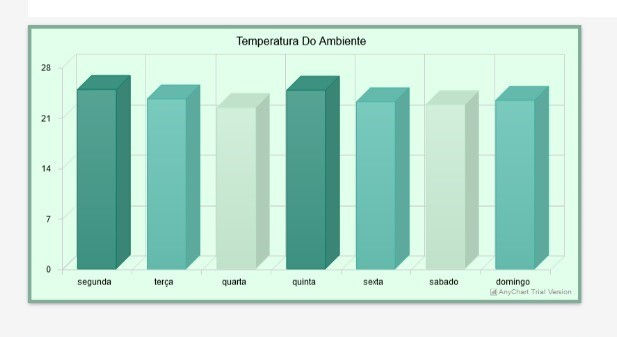 Temperatura Do Ambiente
28
21
14
7
0
segunda terça quarta quinta sexta sabado domingo
AnyChart Trial Version